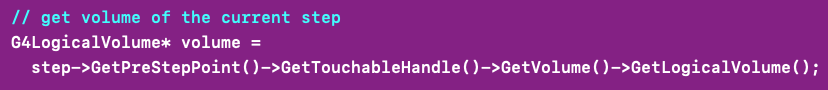 // get volume of the current step
G4LogicalVolume* volume =
  step->GetPreStepPoint()->GetTouchableHandle()->GetVolume()->GetLogicalVolume();